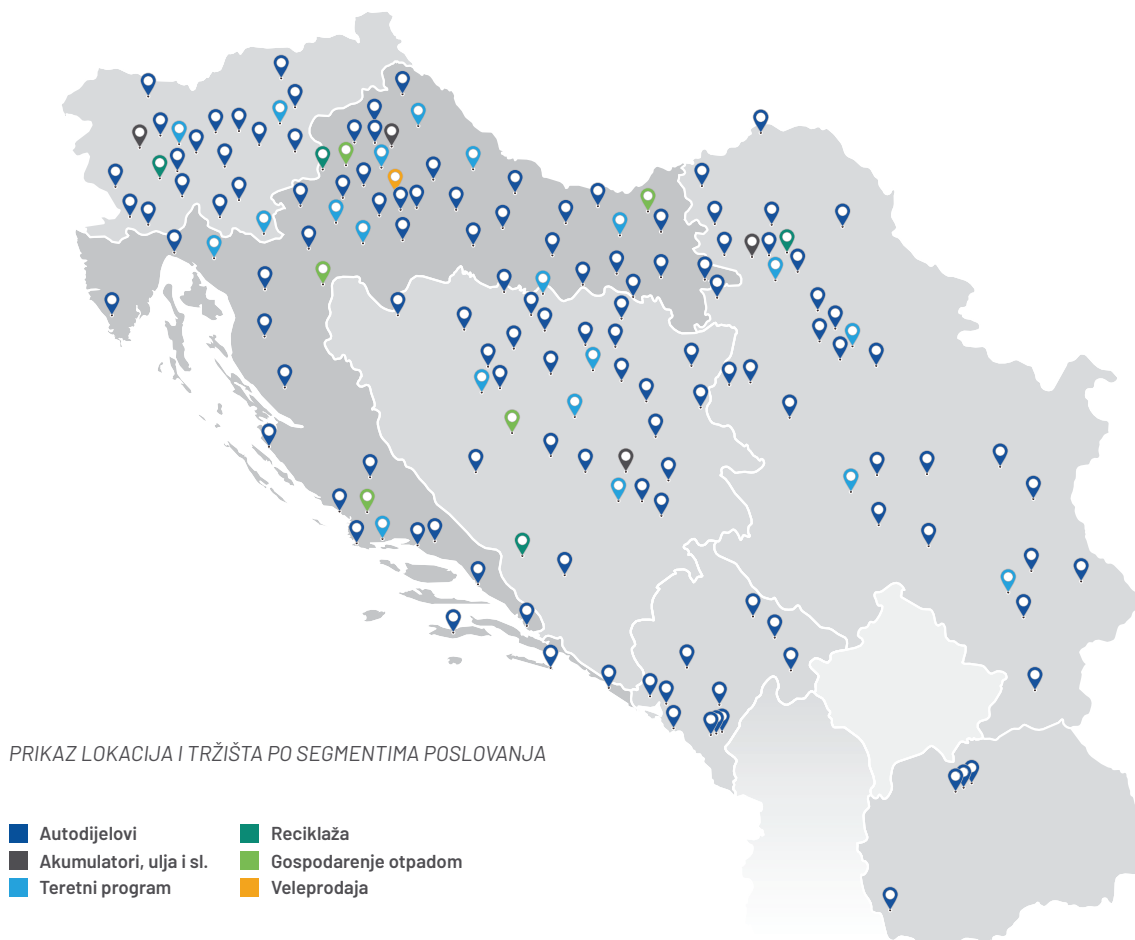 PRIKAZ LOKACIJA I TRŽIŠTA PO SEGMENTIMA POSLOVANJA
Autodijelovi
Akumulatori, ulja i sl.
Teretni program
Reciklaža
Gospodarenje otpadom
Veleprodaja